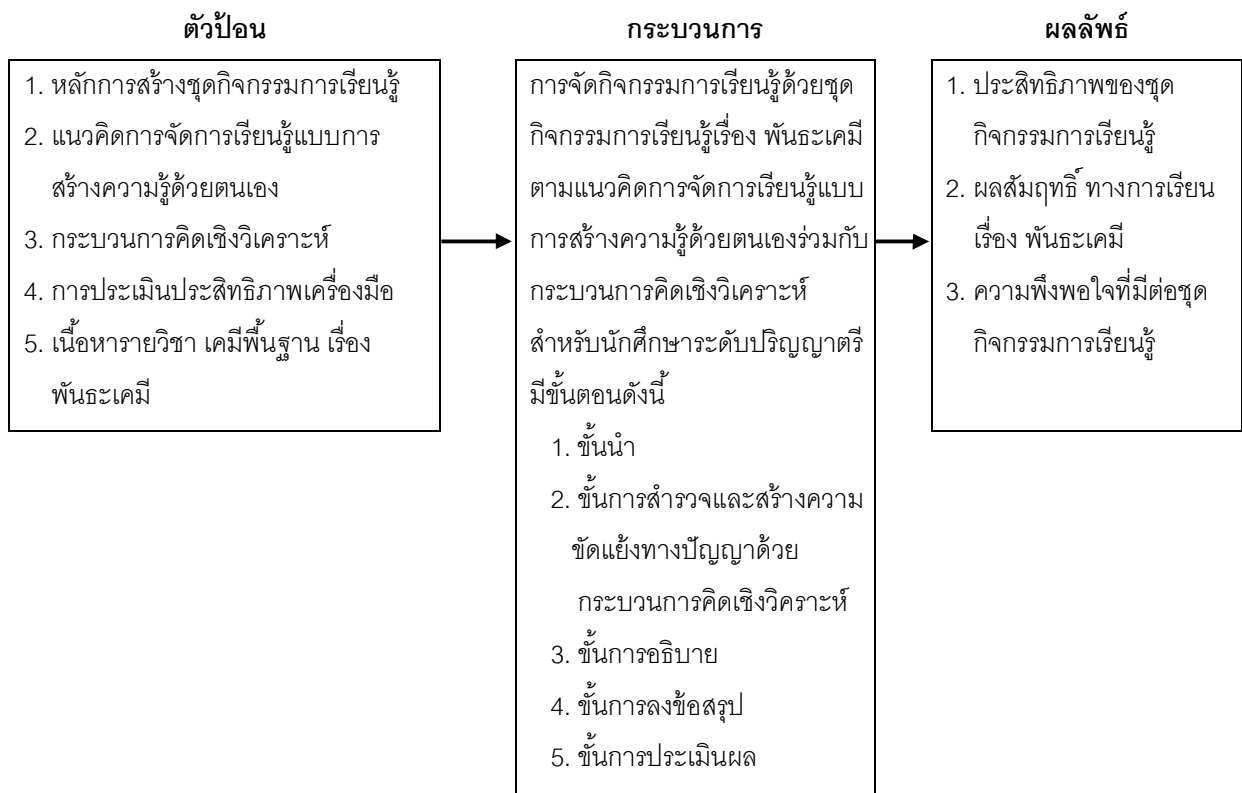 ตัวป้อน
1. หลักการสร้างชุดกิจกรรมการเรียนรู้
2. แนวคิดการจัดการเรียนรู้แบบการ
สร้างความรู้ด้วยตนเอง
3. กระบวนการคิดเชิงวิเคราะห์
4. การประเมินประสิทธิภาพเครื่องมือ
5. เนื้อหารายวิชา เคมีพื้นฐาน เรื่อง
พันธะเคมี
กระบวนการ
การจัดกิจกรรมการเรียนรู้ด้วยชุด
กิจกรรมการเรียนรู้เรื่อง พันธะเคมี
ตามแนวคิดการจัดการเรียนรู้แบบ
การสร้างความรู้ด้วยตนเองร่วมกับ
กระบวนการคิดเชิงวิเคราะห์
สำหรับนักศึกษาระดับปริญญาตรี
มีขั้นตอนดังนี้
1. ขั้นนำ
2. ขั้นการสำรวจและสร้างความ
ขัดแย้งทางปัญญาด้วย
กระบวนการคิดเชิงวิคราะห์
3. ขั้นการอธิบาย
4. ขั้นการลงข้อสรุป
5. ขั้นการประเมินผล
ผลลัพธ์
1. ประสิทธิภาพของชุด
กิจกรรมการเรียนรู้
2. ผลสัมฤทธิ์ ทางการเรียน
เรื่อง พันธะเคมี
3. ความพึงพอใจที่มีต่อชุด
กิจกรรมการเรียนรู้